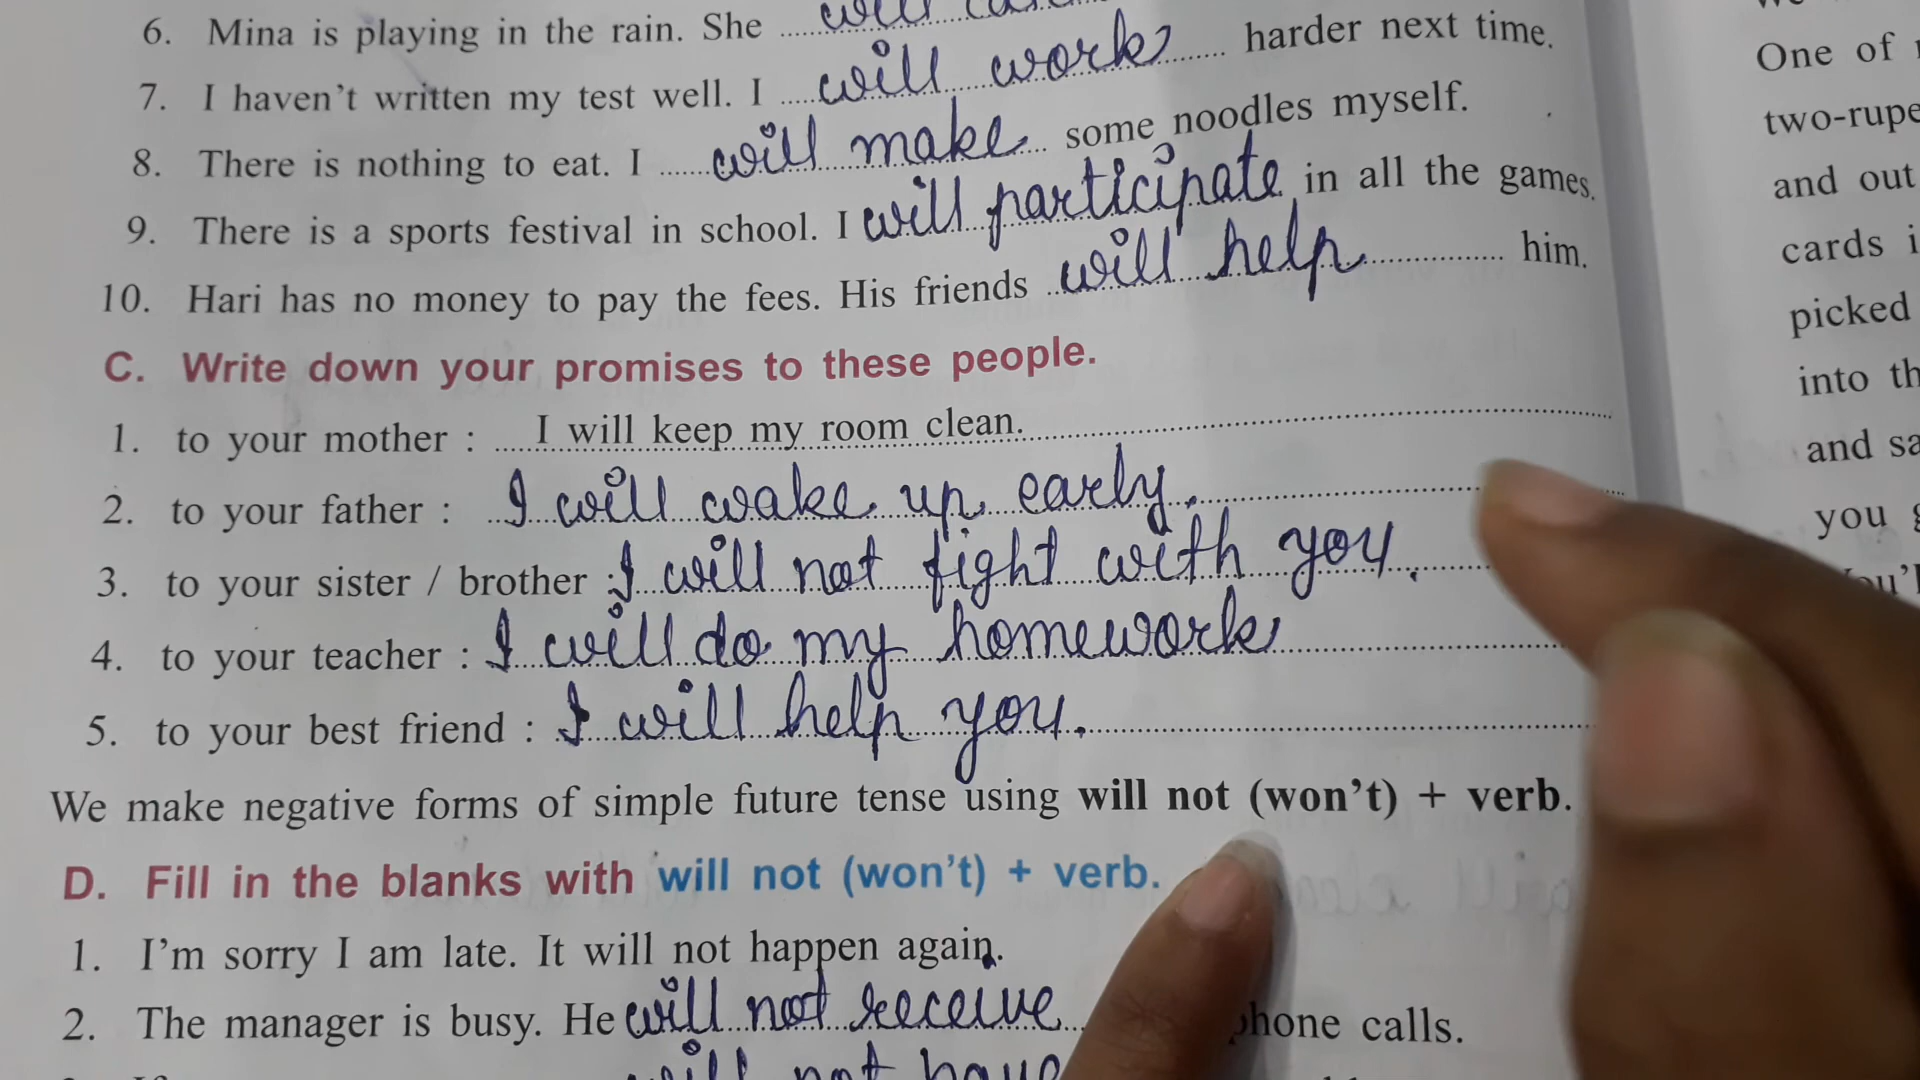 6. Mina is playing in the rain. She will
7. I haven't written my test well. I will work harder next time.
8. There is nothing to eat. I will make some noodles myself.
9. There is a sports festival in school. I will participate in all the games.
10. Hari has no money to pay the fees. His friends will help him.
C. Write down your promises to these people.
1. to your mother : I will keep my room clean.
2. to your father : I will wake up early.
3. to your sister / brother : I will not fight with you.
4. to your teacher : I will do my homework
5. to your best friend : I will help you.
We make negative forms of simple future tense using will not (won't) + verb.
D. Fill in the blanks with will not (won't) + verb.
1. I'm sorry I am late. It will not happen again.
2. The manager is busy. He will not receive phone calls.
will not have
One of
two-rupe
and out
cards i
picked
into th
and sa
you